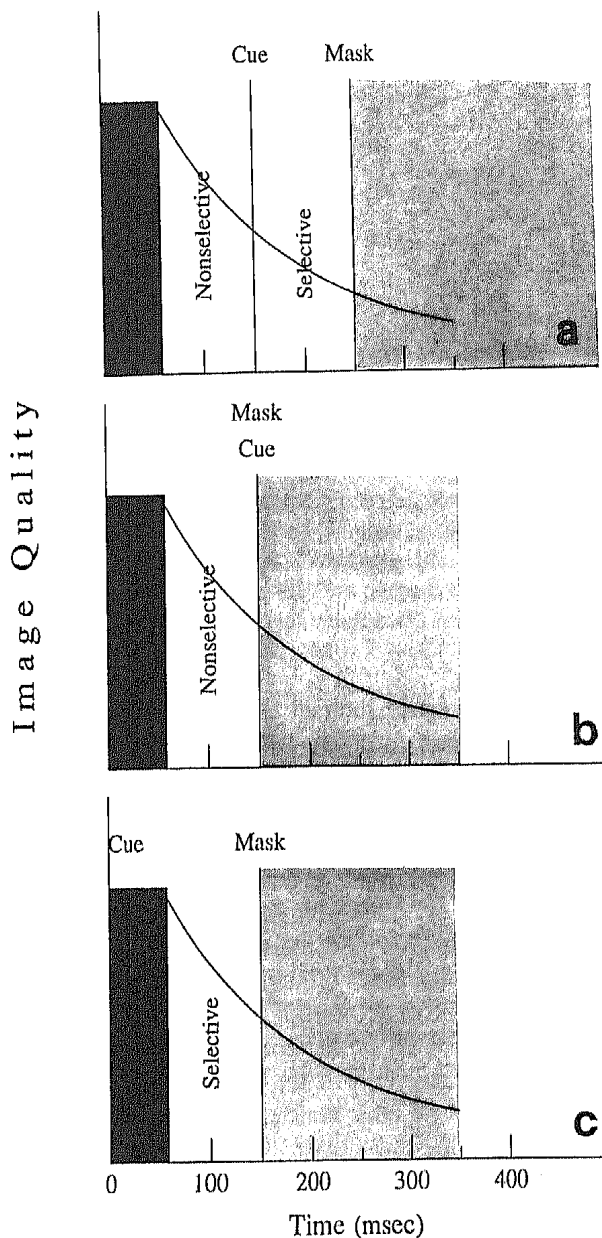 Image Quality
Cue Mask
Nonselective
Selective
a
Mask
Cue
Nonselective
b
Cue Mask
Selective
c
0 100 200 300 400
Time (msec)